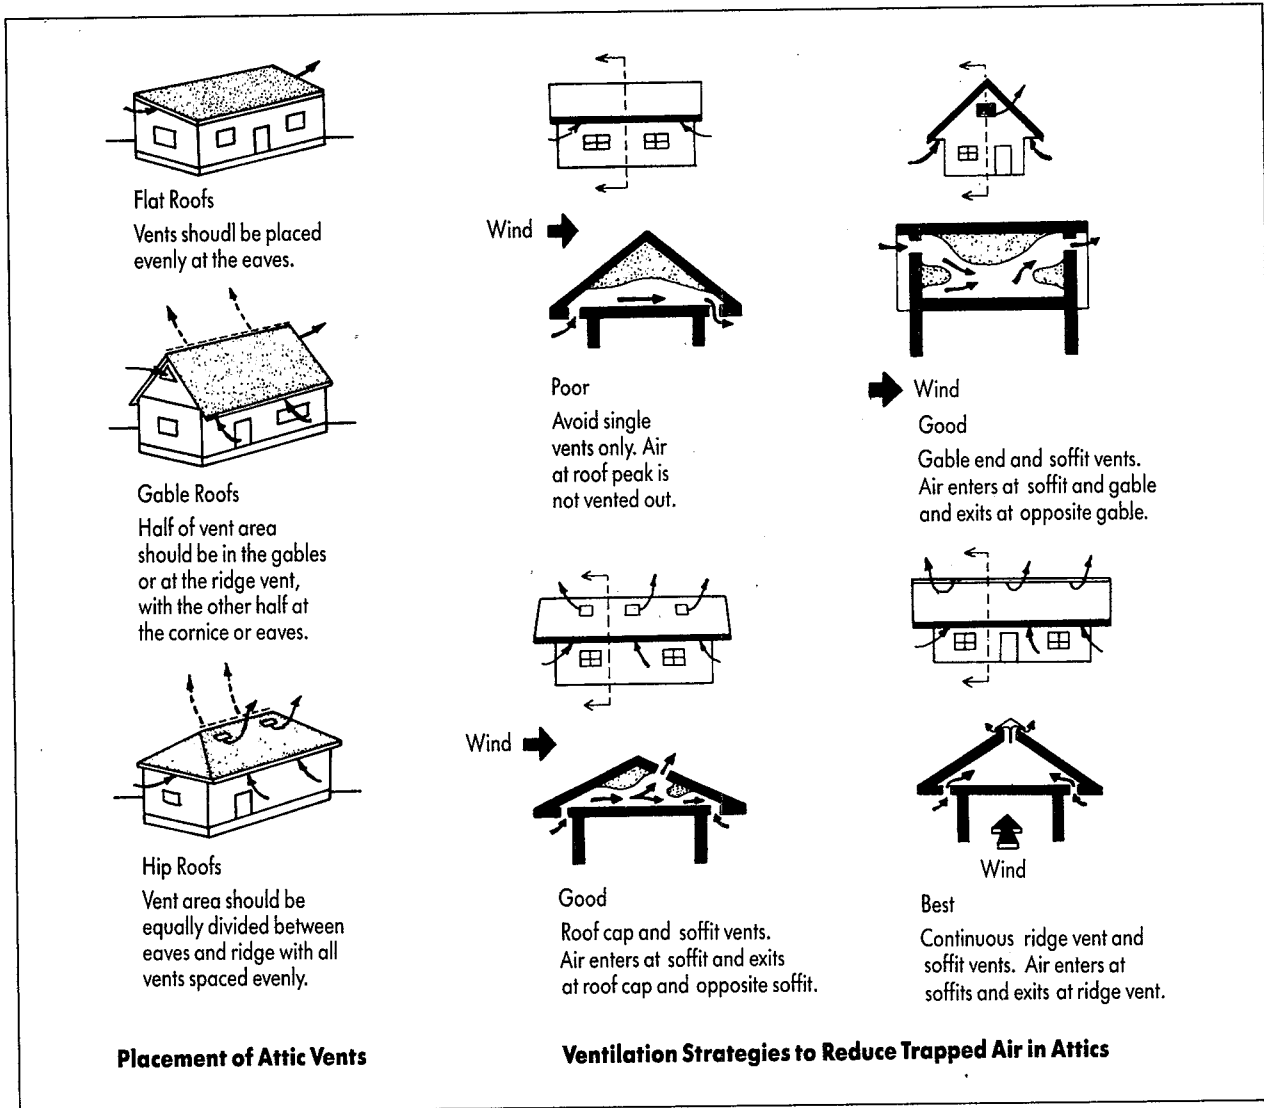 Flat Roofs
Vents shoudl be placed
evenly at the eaves.
Gable Roofs
Half of vent area
should be in the gables
or at the ridge vent,
with the other half at
the cornice or eaves.
Hip Roofs
Vent area should be
equally divided between
eaves and ridge with all
vents spaced evenly.
Placement of Attic Vents
Wind
Poor
Avoid single
vents only. Air
at roof peak is
not vented out.
Wind
Good
Gable end and soffit vents.
Air enters at soffit and gable
and exits at opposite gable.
Wind
Good
Roof cap and soffit vents.
Air enters at soffit and exits
at roof cap and opposite soffit.
Wind
Best
Continuous ridge vent and
soffit vents. Air enters at
soffits and exits at ridge vent.
Ventilation Strategies to Reduce Trapped Air in Attics